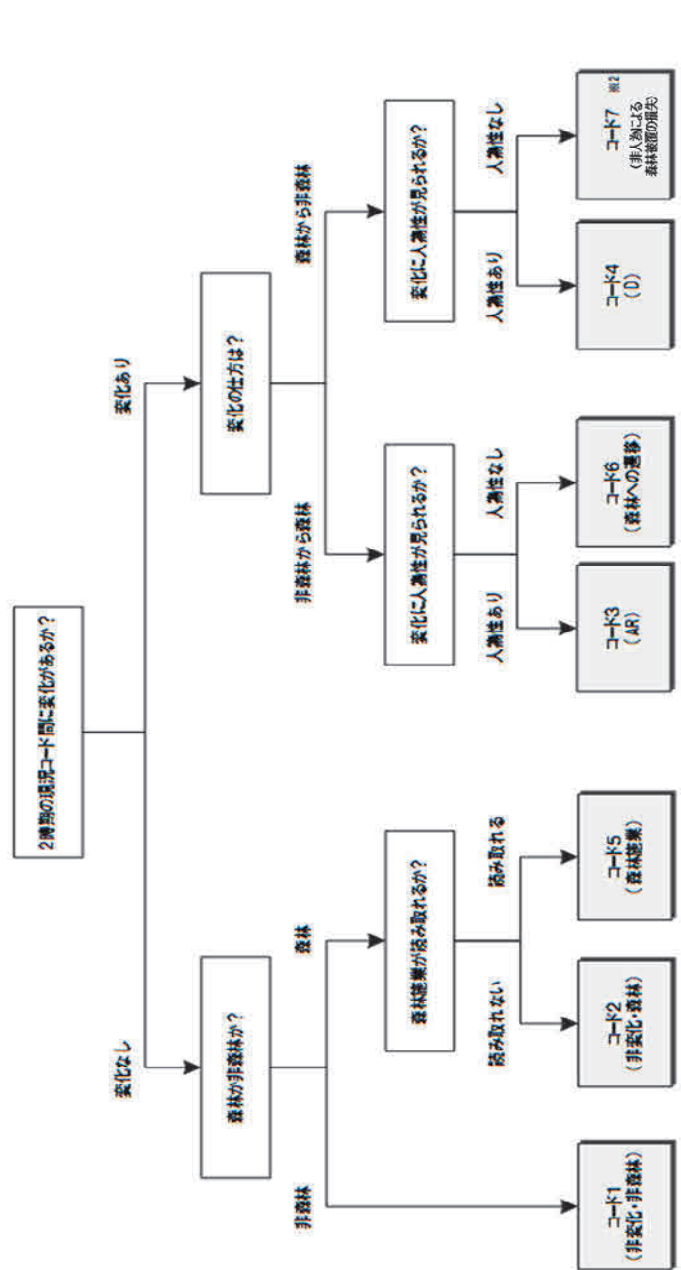 2時期の現況コード間に変化があるか？
変化なし
変化あり
森林か非森林か？
変化の仕方は？
非森林
森林
非森林から森林
森林から非森林
森林施業が読み取れるか？
変化に人為性が見られるか？
変化に人為性が見られるか？
読み取れない
読み取れる
人為性あり
人為性なし
人為性あり
人為性なし
コード1
（非変化・非森林）
コード2
（非変化・森林）
コード5
（森林施業）
コード3
（AR）
コード6
（森林への遷移）
コード4
（D）
コード7 ※2
（非人為による
森林被覆の損失）